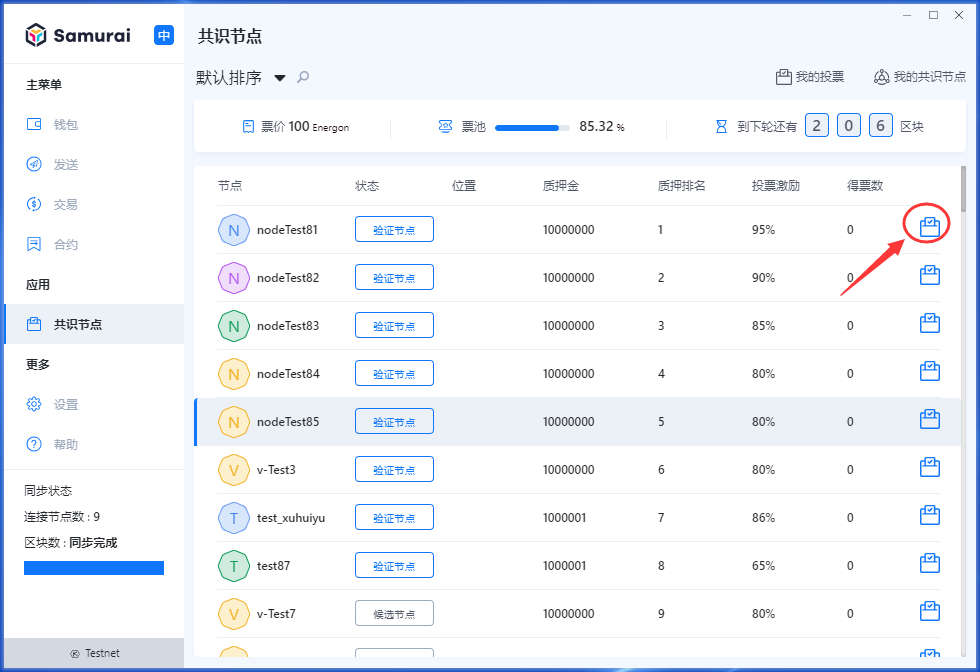 Samurai 中
主菜单
钱包
发送
交易
合约
应用
共识节点
更多
设置
帮助
同步状态
连接节点数 : 9
区块数 : 同步完成
Testnet
共识节点
默认排序
我的投票 我的共识节点
票价 100 Energon 票池 85.32 % 到下轮还有 2 0 6 区块
节点 状态 位置 质押金 质押排名 投票激励 得票数
N nodeTest81 验证节点 10000000 1 95% 0
N nodeTest82 验证节点 10000000 2 90% 0
N nodeTest83 验证节点 10000000 3 85% 0
N nodeTest84 验证节点 10000000 4 80% 0
N nodeTest85 验证节点 10000000 5 80% 0
V v-Test3 验证节点 10000000 6 80% 0
T test_xuhuiyu 验证节点 1000001 7 86% 0
T test87 验证节点 1000001 8 65% 0
V v-Test7 候选节点 10000000 9 80% 0